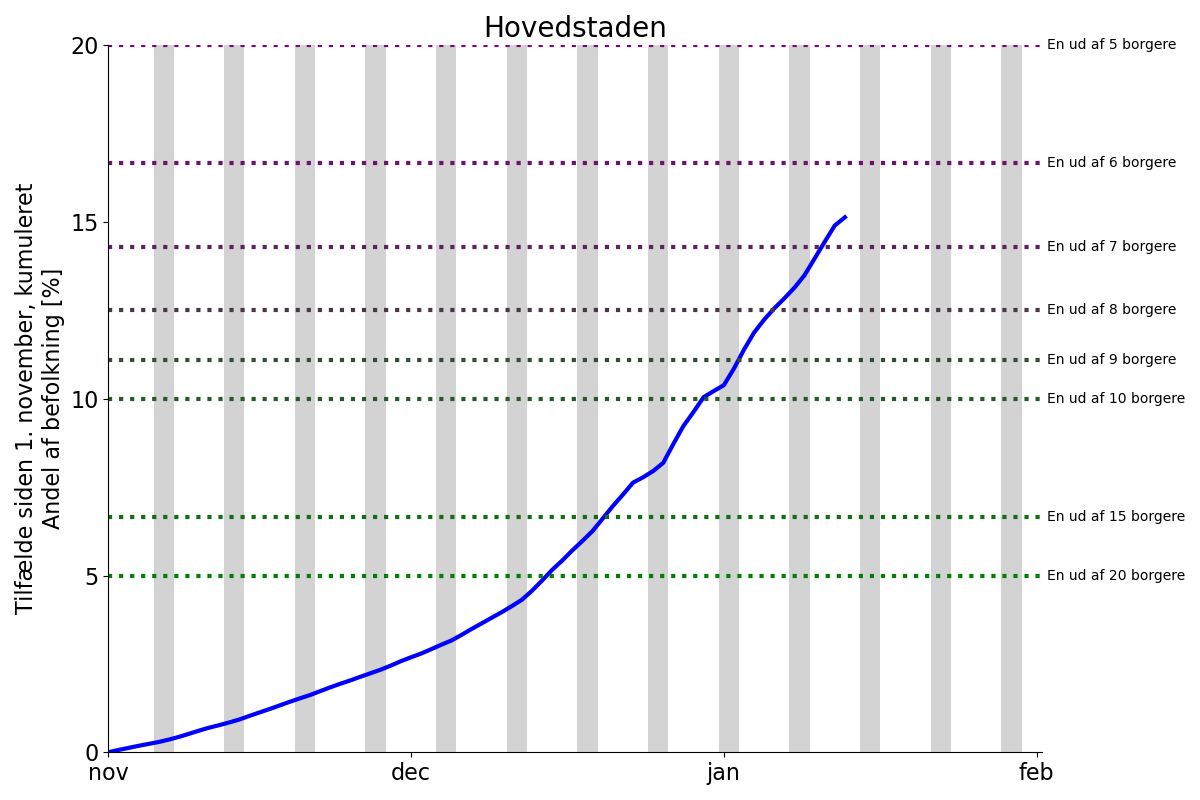 Hovedstaden
Tilfælde siden 1. november, kumuleret
Andel af befolkning [%]
20
15
10
5
0
nov
dec
jan
feb
En ud af 5 borgere
En ud af 6 borgere
En ud af 7 borgere
En ud af 8 borgere
En ud af 9 borgere
En ud af 10 borgere
En ud af 15 borgere
En ud af 20 borgere